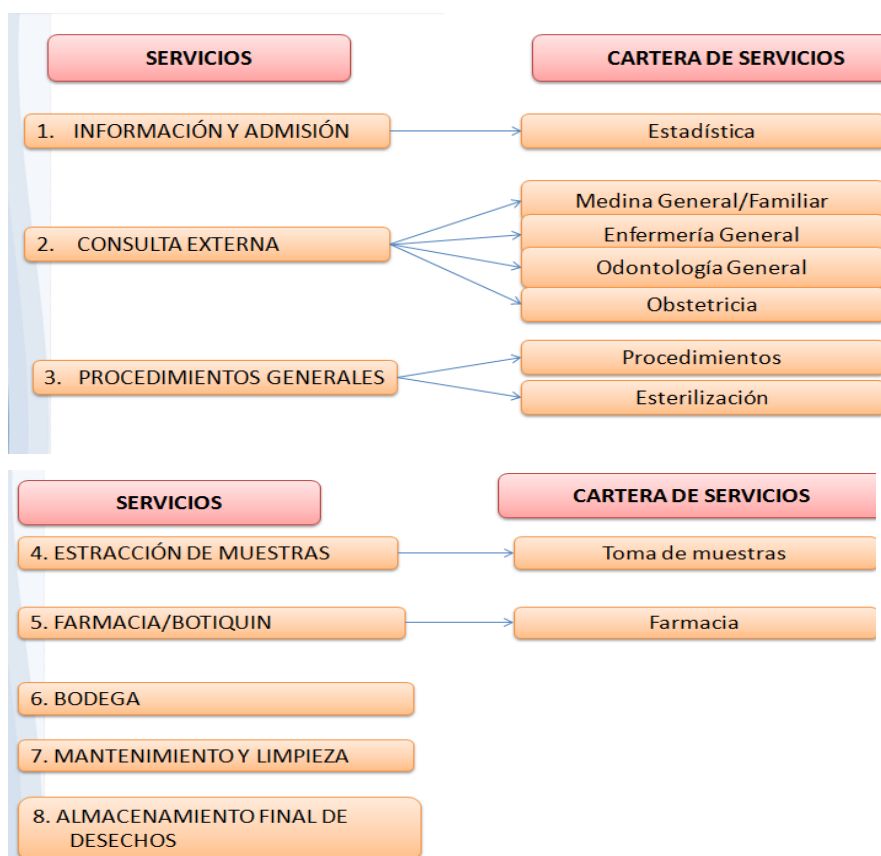 SERVICIOS
CARTERA DE SERVICIOS
1. INFORMACIÓN Y ADMISIÓN
Estadística
2. CONSULTA EXTERNA
Medina General/Familiar
Enfermería General
Odontología General
Obstetricia
3. PROCEDIMIENTOS GENERALES
Procedimientos
Esterilización
SERVICIOS
CARTERA DE SERVICIOS
4. ESTRACCIÓN DE MUESTRAS
Toma de muestras
5. FARMACIA/BOTIQUIN
Farmacia
6. BODEGA
7. MANTENIMIENTO Y LIMPIEZA
8. ALMACENAMIENTO FINAL DE
DESECHOS